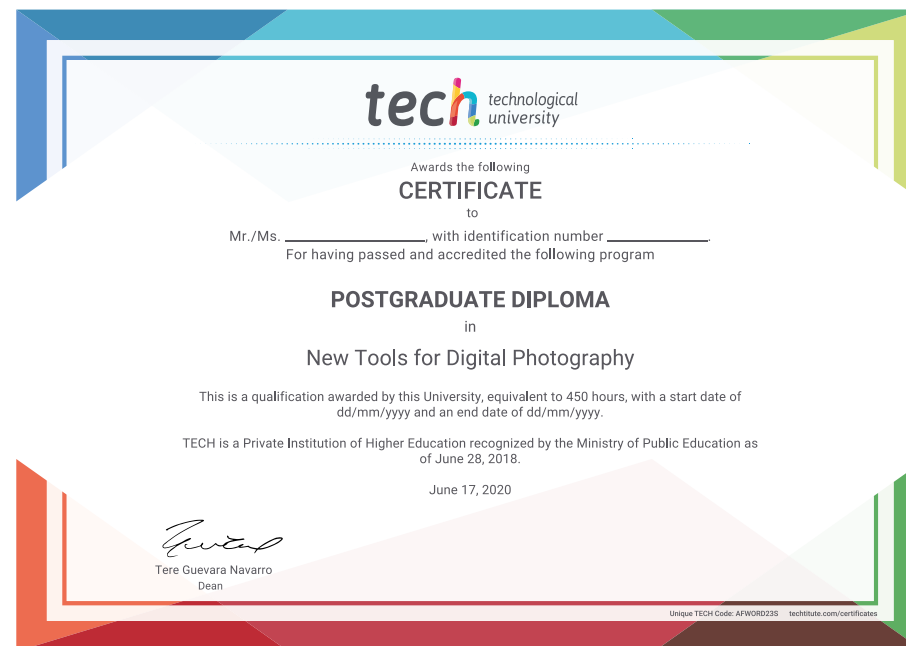 tech technological
university
Awards the following
CERTIFICATE
to
Mr./Ms. ____________, with identification number _________.
For having passed and accredited the following program
POSTGRADUATE DIPLOMA
in
New Tools for Digital Photography
This is a qualification awarded by this University, equivalent to 450 hours, with a start date of
dd/mm/yyyy and an end date of dd/mm/yyyy.
TECH is a Private Institution of Higher Education recognized by the Ministry of Public Education as
of June 28, 2018.
June 17, 2020
Tere Guevara Navarro
Dean
Unique TECH Code: AFWORD23S techtitute.com/certificates